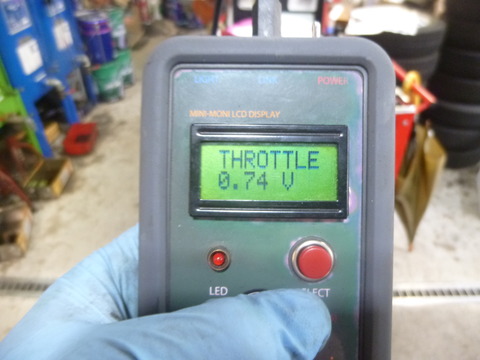 POWER
MINI-MONI LCD DISPLAY
THROTTLE
0.74 V
LED